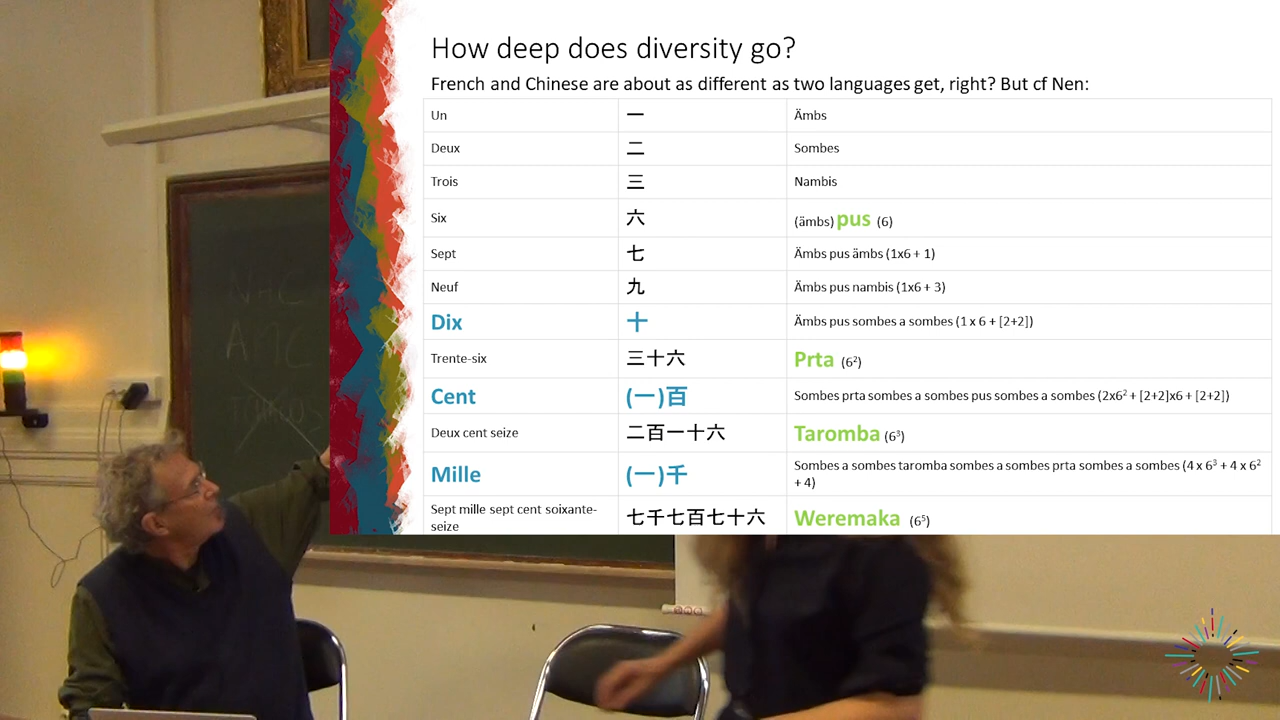 How deep does diversity go?
French and Chinese are about as different as two languages get, right? But cf Nen:
Un 一 Ämbs
Deux 二 Sombes
Trois 三 Nambis
Six 六 (ämbs) pus (6)
Sept 七 Ämbs pus ämbs (1x6 + 1)
Neuf 九 Ämbs pus nambis (1x6 + 3)
Dix 十 Ämbs pus sombes a sombes (1 x 6 + [2+2])
Trente-six 三十六 Prta (6²)
Cent (一)百 Sombes prta sombes a sombes pus sombes a sombes (2x6² + [2+2]x6 + [2+2])
Deux cent seize 二百一十六 Taromba (6³)
Mille (一)千 Sombes a sombes taromba sombes a sombes prta sombes a sombes (4 x 6³ + 4 x 6²
+ 4)
Sept mille sept cent soixante-
seize 七千七百七十六 Weremaka (6⁵)
NHC